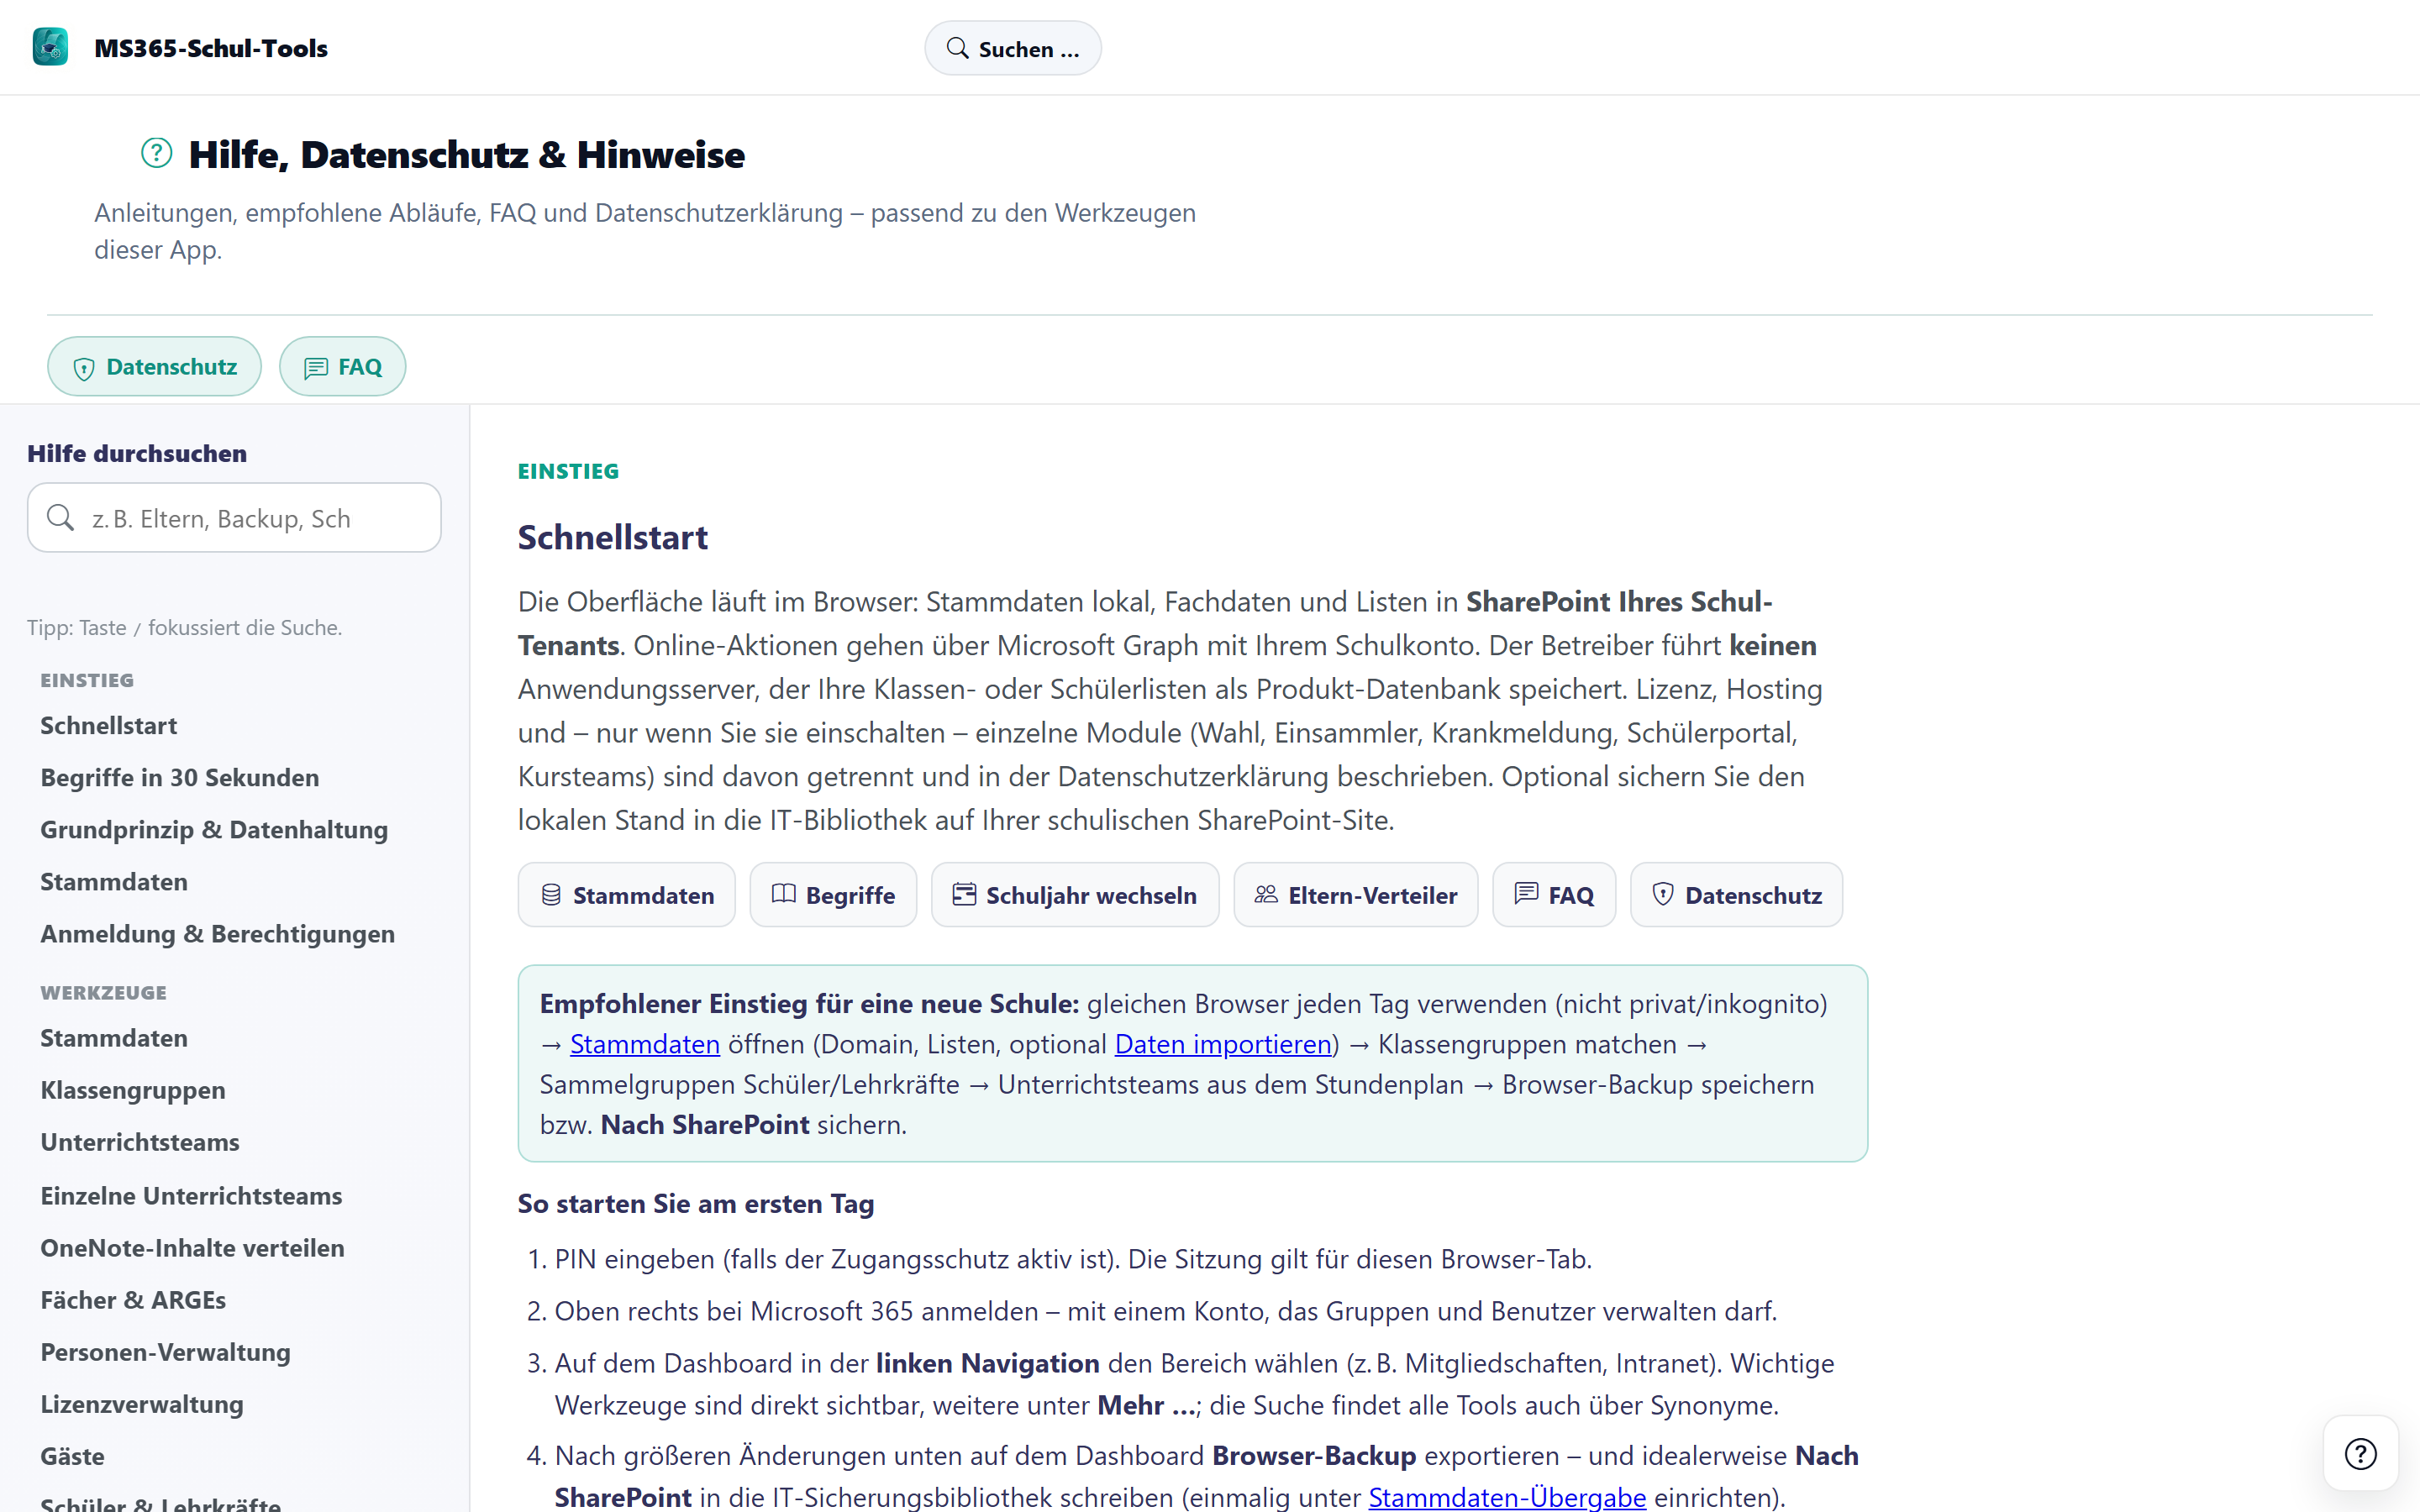 MS365-Schul-Tools
Suchen ...
Hilfe, Datenschutz & Hinweise
Anleitungen, empfohlene Abläufe, FAQ und Datenschutzerklärung – passend zu den Werkzeugen
dieser App.
Datenschutz
FAQ
Hilfe durchsuchen
z. B. Eltern, Backup, Sch
Tipp: Taste / fokussiert die Suche.
EINSTIEG
Schnellstart
Begriffe in 30 Sekunden
Grundprinzip & Datenhaltung
Stammdaten
Anmeldung & Berechtigungen
WERKZEUGE
Stammdaten
Klassengruppen
Unterrichtsteams
Einzelne Unterrichtsteams
OneNote-Inhalte verteilen
Fächer & ARGEs
Personen-Verwaltung
Lizenzverwaltung
Gäste
Schüler & Lehrkräfte
EINSTIEG
Schnellstart
Die Oberfläche läuft im Browser: Stammdaten lokal, Fachdaten und Listen in SharePoint Ihres Schul-
Tenants. Online-Aktionen gehen über Microsoft Graph mit Ihrem Schulkonto. Der Betreiber führt keinen
Anwendungsserver, der Ihre Klassen- oder Schülerlisten als Produkt-Datenbank speichert. Lizenz, Hosting
und – nur wenn Sie sie einschalten – einzelne Module (Wahl, Einsammler, Krankmeldung, Schülerportal,
Kursteams) sind davon getrennt und in der Datenschutzerklärung beschrieben. Optional sichern Sie den
lokalen Stand in die IT-Bibliothek auf Ihrer schulischen SharePoint-Site.
Stammdaten
Begriffe
Schuljahr wechseln
Eltern-Verteiler
FAQ
Datenschutz
Empfohlener Einstieg für eine neue Schule: gleichen Browser jeden Tag verwenden (nicht privat/inkognito)
→ Stammdaten öffnen (Domain, Listen, optional Daten importieren) → Klassengruppen matchen →
Sammelgruppen Schüler/Lehrkräfte → Unterrichtsteams aus dem Stundenplan → Browser-Backup speichern
bzw. Nach SharePoint sichern.
So starten Sie am ersten Tag
1. PIN eingeben (falls der Zugangsschutz aktiv ist). Die Sitzung gilt für diesen Browser-Tab.
2. Oben rechts bei Microsoft 365 anmelden – mit einem Konto, das Gruppen und Benutzer verwalten darf.
3. Auf dem Dashboard in der linken Navigation den Bereich wählen (z. B. Mitgliedschaften, Intranet). Wichtige
Werkzeuge sind direkt sichtbar, weitere unter Mehr ...; die Suche findet alle Tools auch über Synonyme.
4. Nach größeren Änderungen unten auf dem Dashboard Browser-Backup exportieren – und idealerweise Nach
SharePoint in die IT-Sicherungsbibliothek schreiben (einmalig unter Stammdaten-Übergabe einrichten).